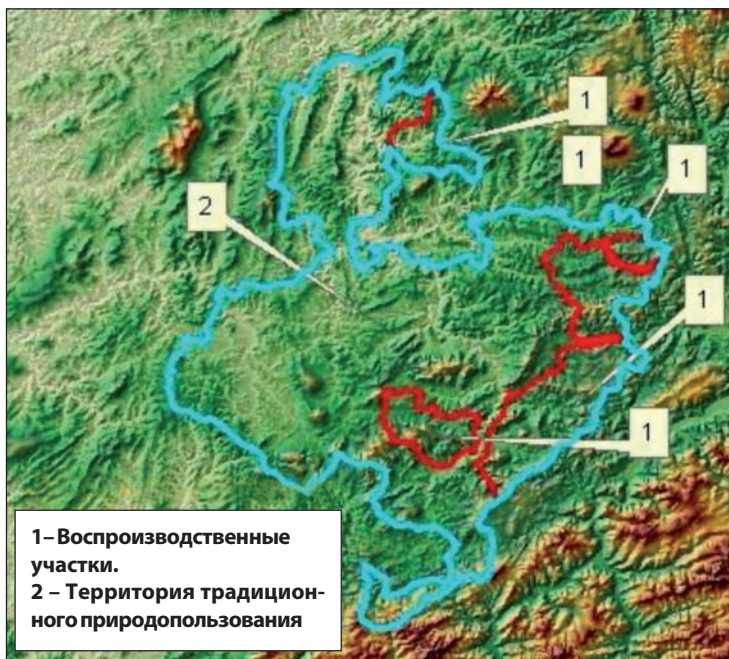 1
1
1
2
1
1
1– Воспроизводственные
участки.
2 – Территория традицион-
ного природопользования